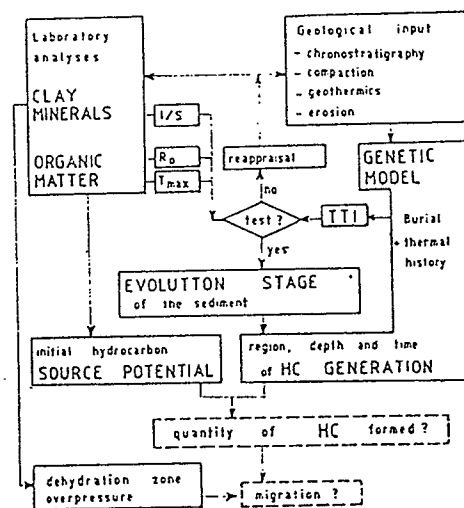 Laboratory
analyses
CLAY
MINERALS
ORGANIC
MATTER
I/S
Ro
Tmax
Geological input
- chronostratigraphy
- compaction
- geothermics
- erosion
reappraisal
GENETIC
MODEL
no
test ?
TTI
Burial
+ thermal
history
yes
EVOLUTION STAGE
of the sediment
initial hydrocarbon
SOURCE POTENTIAL
region, depth and time
of HC GENERATION
quantity of HC formed ?
dehydration zone
overpressure
migration ?